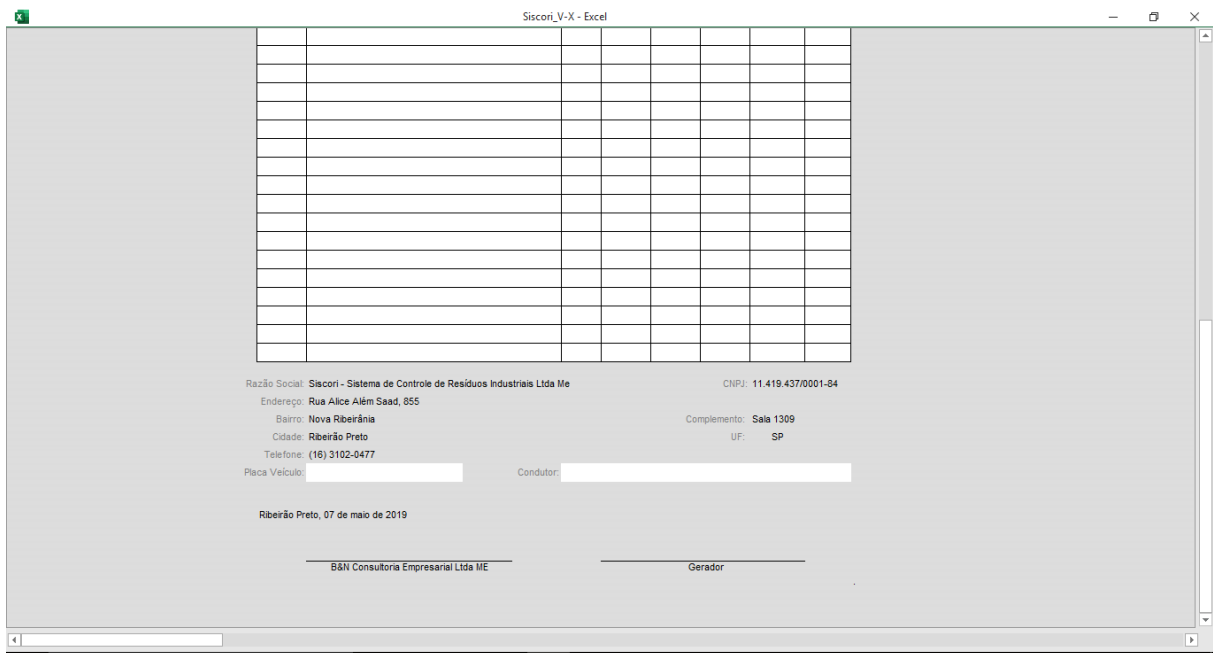 Siscori_V-X - Excel
Razão Social: Siscori - Sistema de Controle de Resíduos Industriais Ltda Me CNPJ: 11.419.437/0001-84
Endereço: Rua Alice Além Saad, 855
Bairro: Nova Ribeirânia Complemento: Sala 1309
Cidade: Ribeirão Preto UF: SP
Telefone: (16) 3102-0477
Placa Veículo: Condutor:
Ribeirão Preto, 07 de maio de 2019
B&N Consultoria Empresarial Ltda ME Gerador